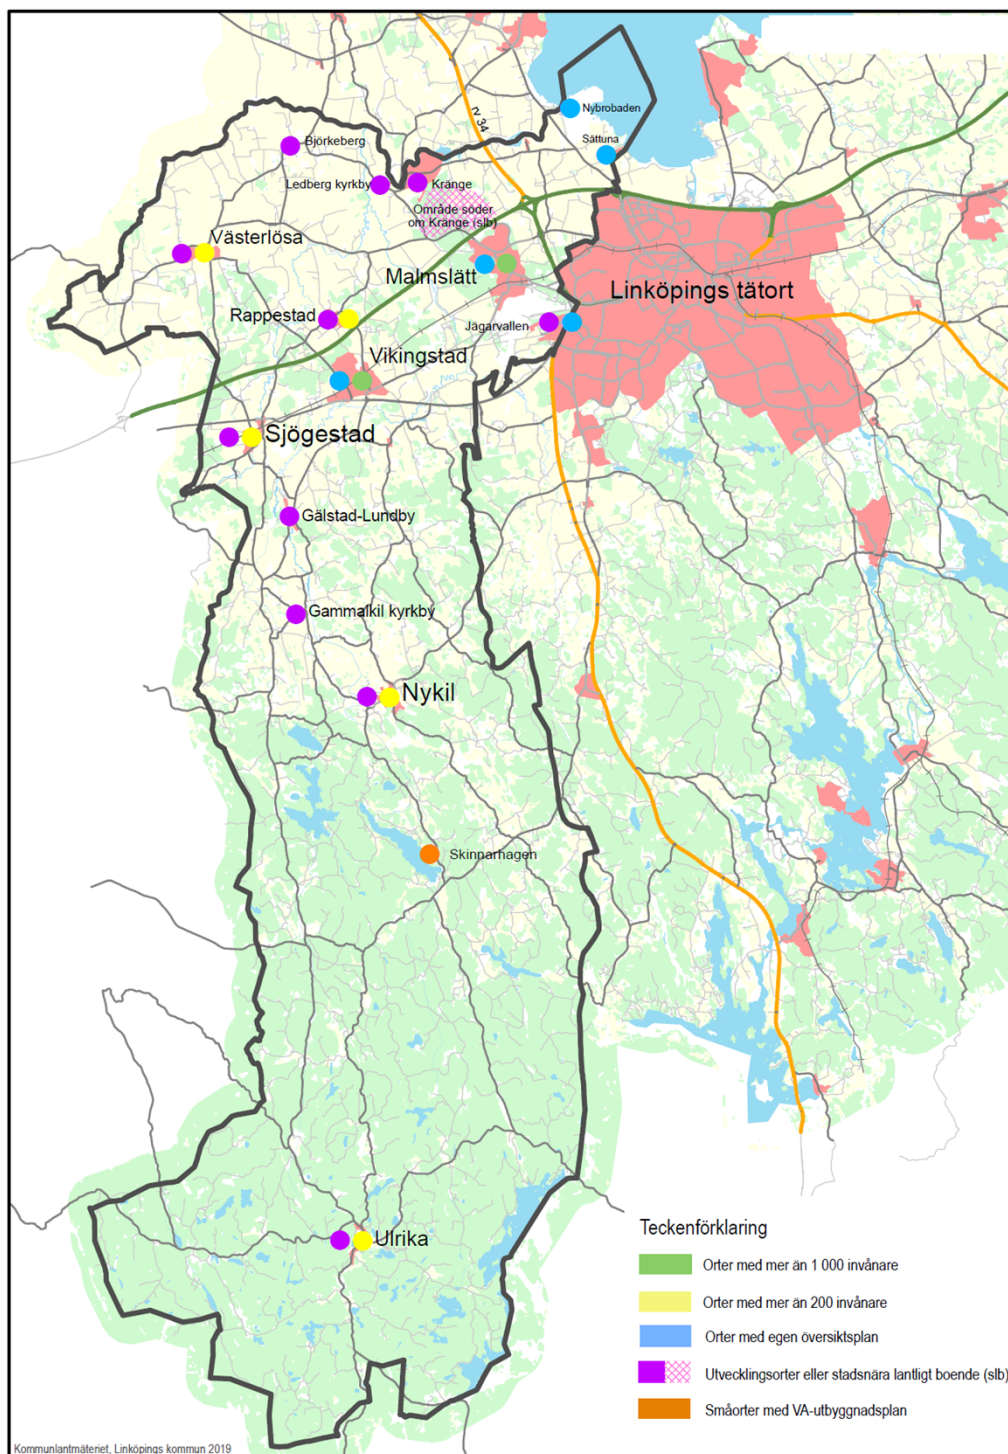 rv 34
Nybrobaden
Sättuna
Björkeberg
Ledberg kyrkby
Kränge
Område söder
om Kränge (slb)
Västerlösa
Malmslätt
Linköpings tätort
Rappestad
Jägarvallen
Vikingstad
Sjögestad
Gälstad-Lundby
Gammalkil kyrkby
Nykil
Skinnarhagen
Ulrika
Teckenförklaring
Orter med mer än 1 000 invånare
Orter med mer än 200 invånare
Orter med egen översiktsplan
Utvecklingsorter eller stadsnära lantligt boende (slb)
Småorter med VA-utbyggnadsplan
Kommunlantmäteriet, Linköpings kommun 2019